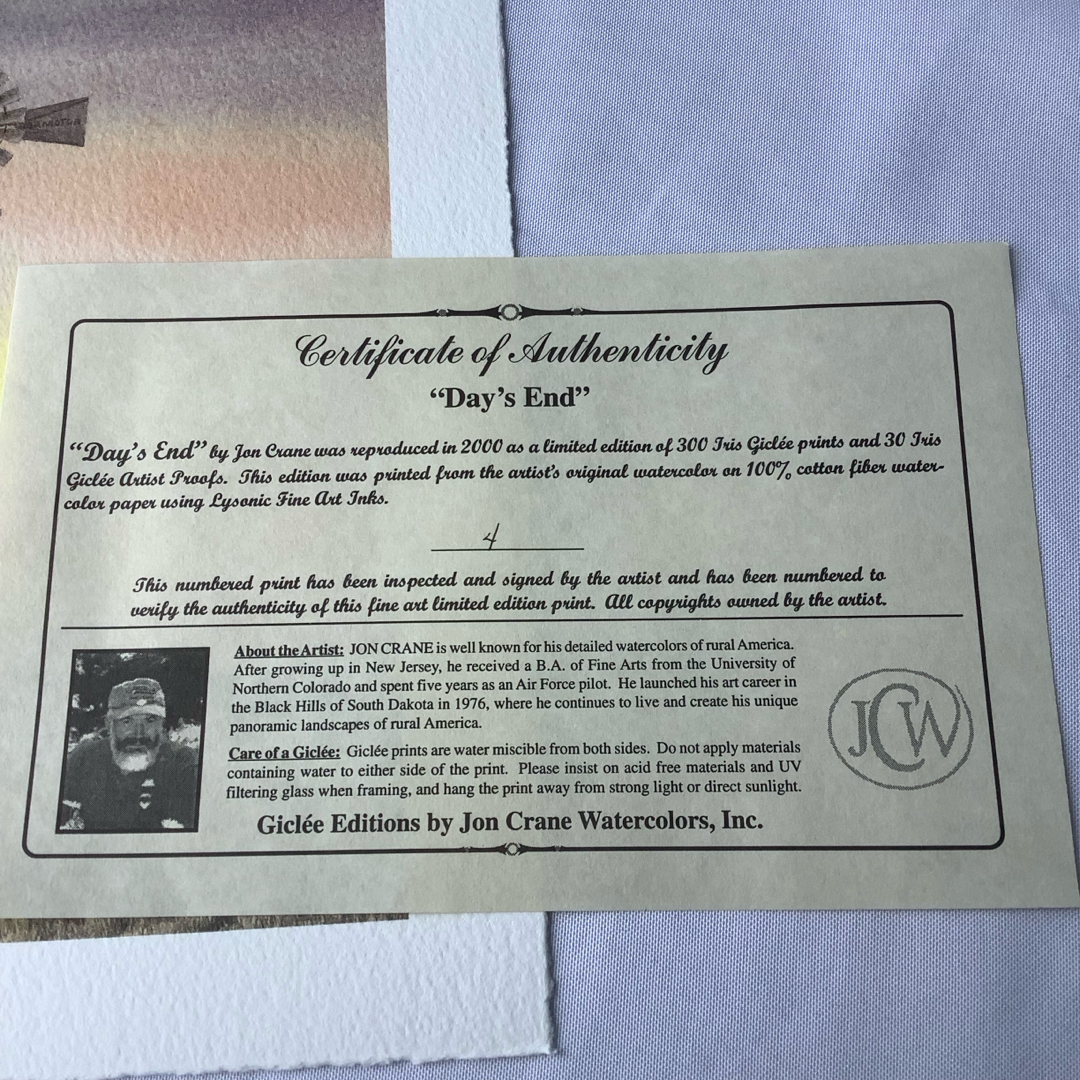 Certificate of Authenticity
“Day’s End”
“Day’s End” by Jon Crane was reproduced in 2000 as a limited edition of 300 Iris Giclée prints and 30 Iris
Giclée Artist Proofs. This edition was printed from the artist’s original watercolor on 100% cotton fiber water-
color paper using Lysonic Fine Art Inks.
4
This numbered print has been inspected and signed by the artist and has been numbered to
verify the authenticity of this fine art limited edition print. All copyrights owned by the artist.
About the Artist: JON CRANE is well known for his detailed watercolors of rural America.
After growing up in New Jersey, he received a B.A. of Fine Arts from the University of
Northern Colorado and spent five years as an Air Force pilot. He launched his art career in
the Black Hills of South Dakota in 1976, where he continues to live and create his unique
panoramic landscapes of rural America.
Care of a Giclée: Giclée prints are water miscible from both sides. Do not apply materials
containing water to either side of the print. Please insist on acid free materials and UV
filtering glass when framing, and hang the print away from strong light or direct sunlight.
JCW
Giclée Editions by Jon Crane Watercolors, Inc.